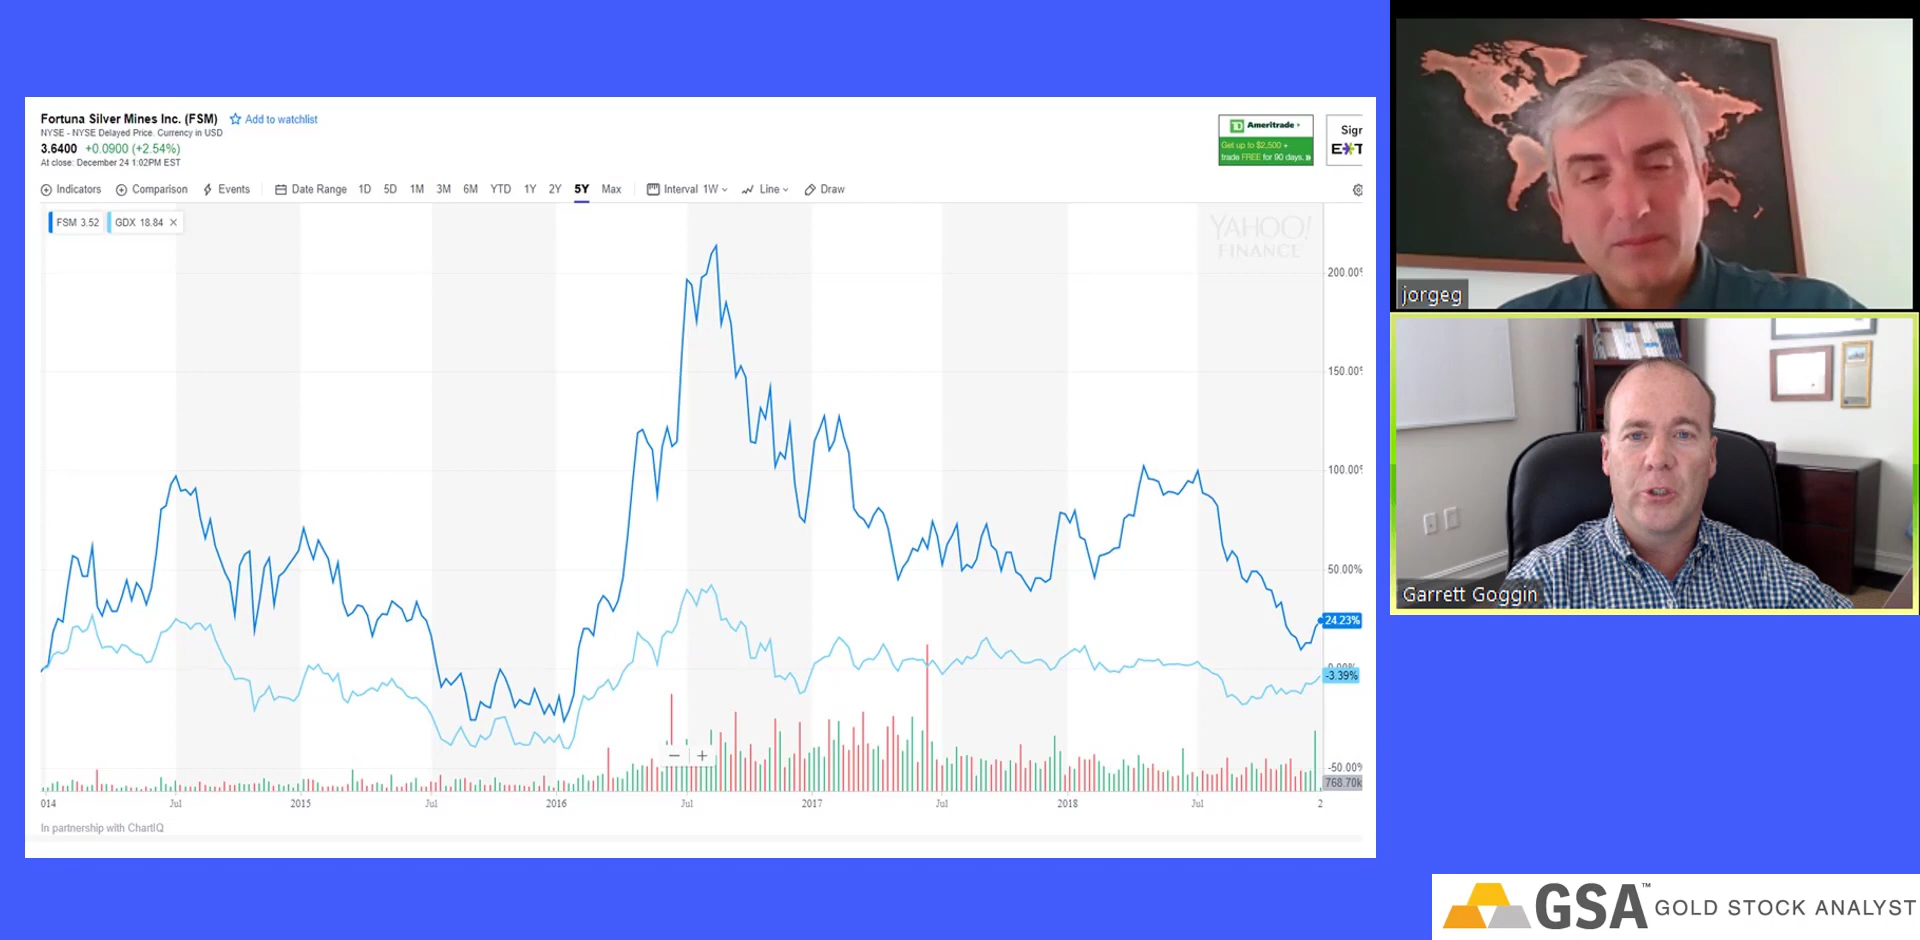 Fortuna Silver Mines Inc. (FSM) Add to watchlist
NYSE - NYSE Delayed Price. Currency in USD
3.6400 +0.0900 (+2.54%)
At close: December 24 1:02PM EST
Ameritrade
Get up to $2,500 +
trade FREE for 90 days.
Sigr
Indicators Comparison Events Date Range 1D 5D 1M 3M 6M YTD 1Y 2Y 5Y Max Interval 1W Line Draw
FSM 3.52 GDX 18.84
YAHOO!
FINANCE
200.00%
150.00%
100.00%
50.00%
24.23%
0.00%
-3.39%
-50.00%
768.70k
014 Jul 2015 Jul 2016 Jul 2017 Jul 2018 Jul 2
In partnership with ChartIQ
jorgeg
Garrett Goggin
GSA™ GOLD STOCK ANALYST